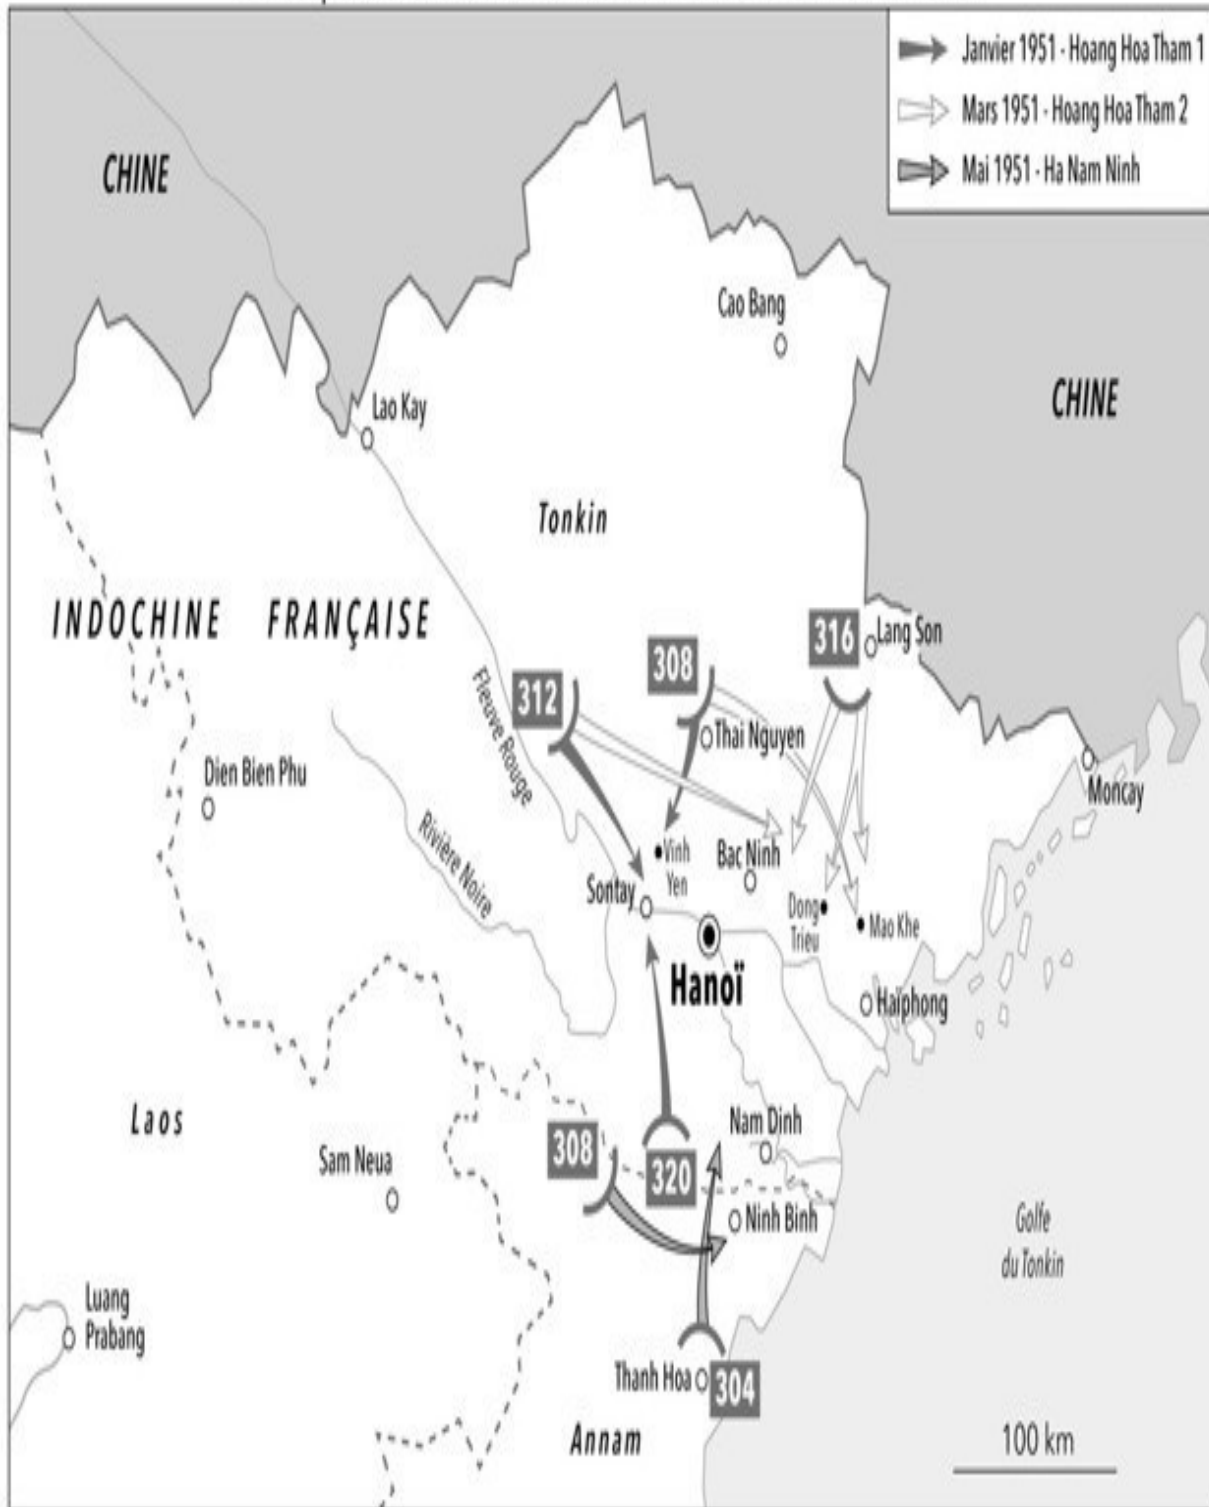 Janvier 1951 - Hoang Hoa Tham 1
Mars 1951 - Hoang Hoa Tham 2
Mai 1951 - Ha Nam Ninh
CHINE
Cao Bang
CHINE
Lao Kay
Tonkin
INDOCHINE FRANÇAISE
316
Lang Son
308
312
Fleuve Rouge
Thai Nguyen
Dien Bien Phu
Moncay
Rivière Noire
Vinh
Yen
Bac Ninh
Sontay
Dong
Trieu
Mao Khe
Hanoï
Haïphong
Laos
Nam Dinh
308
320
Sam Neua
Ninh Binh
Golfe
du Tonkin
Luang
Prabang
Thanh Hoa
304
Annam
100 km